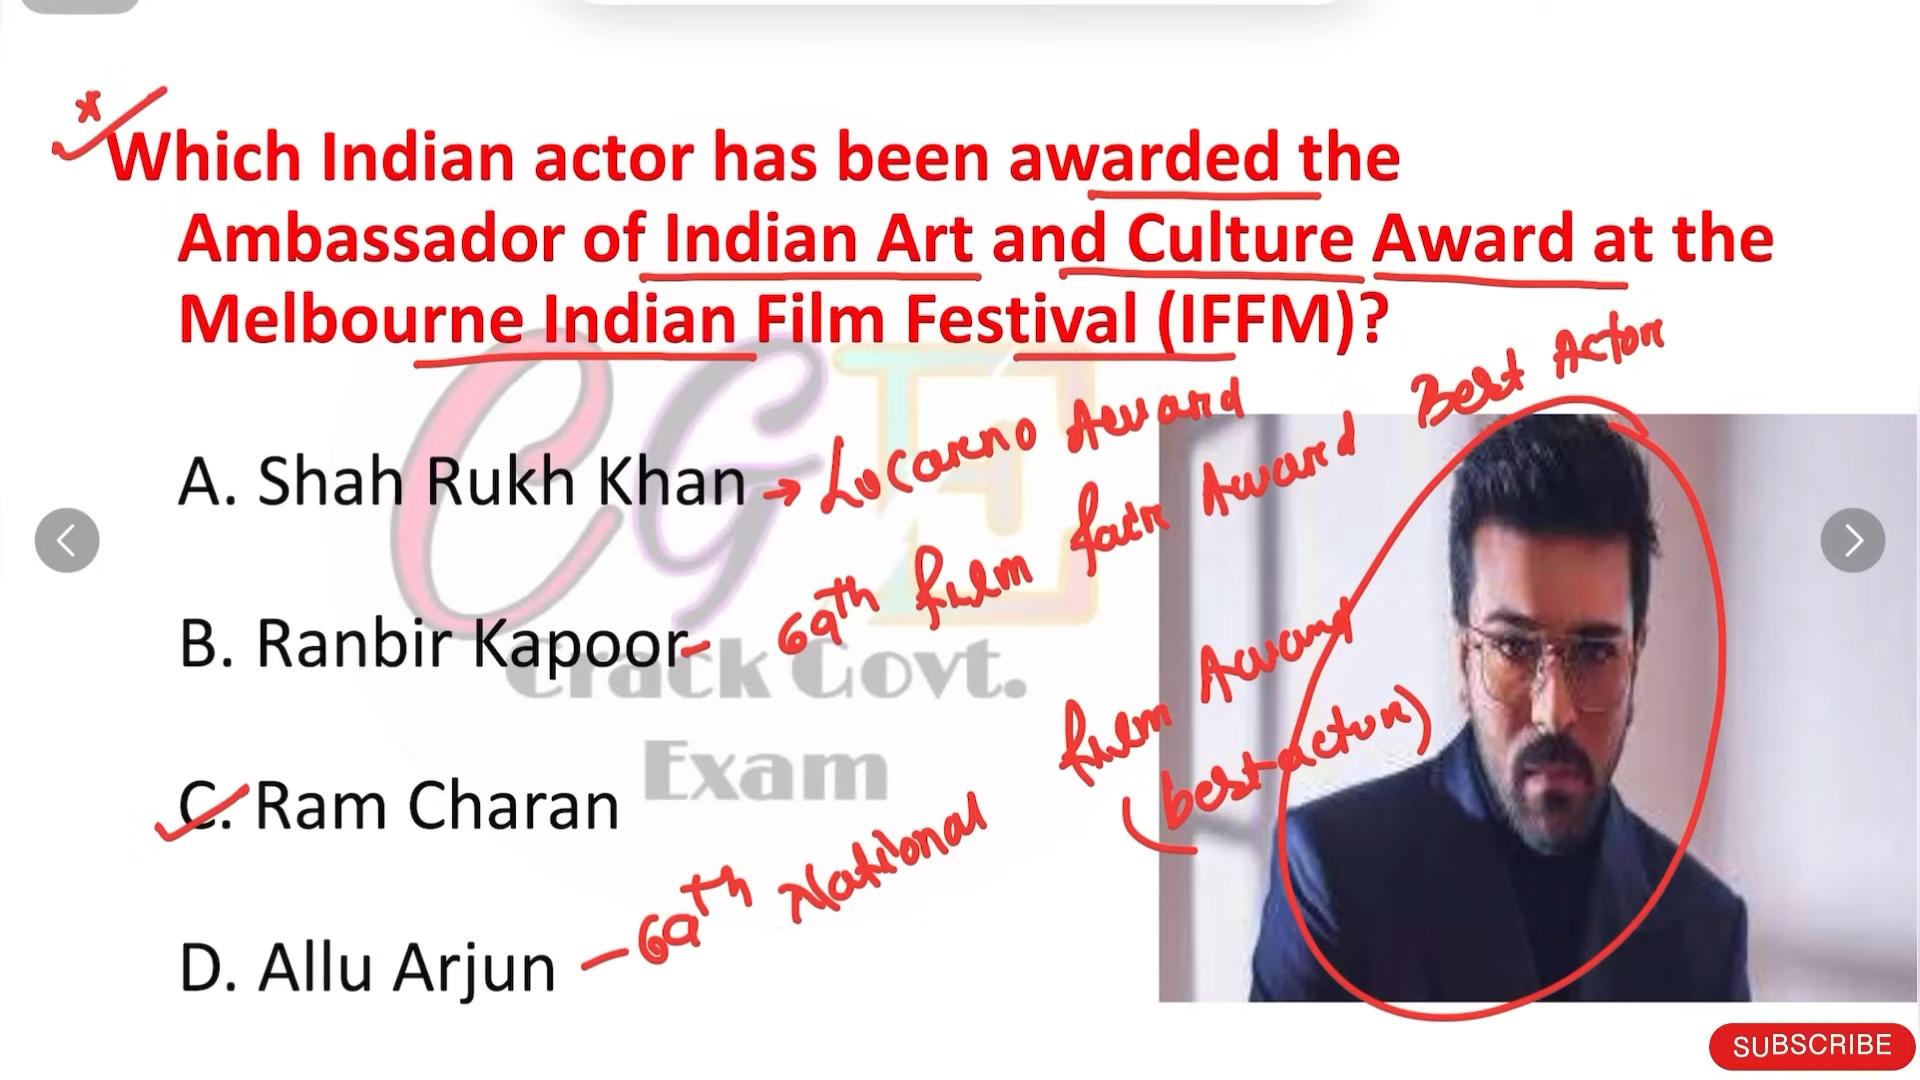 Which Indian actor has been awarded the
Ambassador of Indian Art and Culture Award at the
Melbourne Indian Film Festival (IFFM)?
A. Shah Rukh Khan → Locarno Award
B. Ranbir Kapoor - 69th film fair Award Best Actor
C. Ram Charan
D. Allu Arjun - 69th National film Award
(best actor)
CGE
Crack Govt.
Exam
SUBSCRIBE